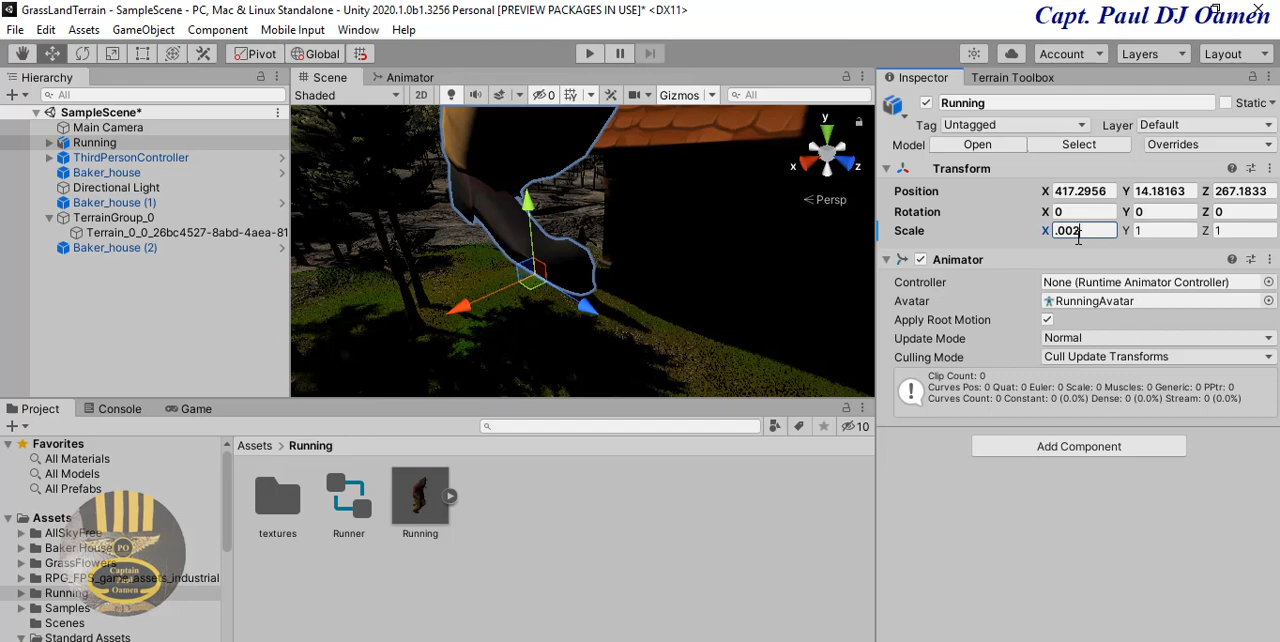 GrassLandTerrain - SampleScene - PC, Mac & Linux Standalone - Unity 2020.1.0b1.3256 Personal [PREVIEW PACKAGES IN USE]* <DX11>
Capt. Paul DJ Oamen
File Edit Assets GameObject Component Mobile Input Window Help
Pivot Global Account Layers Layout
Hierarchy Scene Animator Inspector Terrain Toolbox
All Shaded 2D 0 Gizmos All
Running Static
SampleScene*
Main Camera
Running
ThirdPersonController
Baker_house
Directional Light
Baker_house (1)
TerrainGroup_0
Terrain_0_0_26bc4527-8abd-4aea-81
Baker_house (2)
y
x
z
Persp
Tag Untagged Layer Default
Model Open Select Overrides
Transform
Position X 417.2956 Y 14.18163 Z 267.1833
Rotation X 0 Y 0 Z 0
Scale X .002 Y 1 Z 1
Animator
Controller None (Runtime Animator Controller)
Avatar RunningAvatar
Apply Root Motion
Update Mode Normal
Culling Mode Cull Update Transforms
Clip Count: 0
Curves Pos: 0 Quat: 0 Euler: 0 Scale: 0 Muscles: 0 Generic: 0 PPtr: 0
Curves Count: 0 Constant: 0 (0.0%) Dense: 0 (0.0%) Stream: 0 (0.0%)
Add Component
Project Console Game
10
Favorites
All Materials
All Models
All Prefabs
Assets
AllSkyFree
Baker House
GrassFlowers
RPG_FPS_game_assets_industrial
Running
Samples
Scenes
Standard Assets
Assets > Running
textures Runner Running
PO
Captain
Oamen